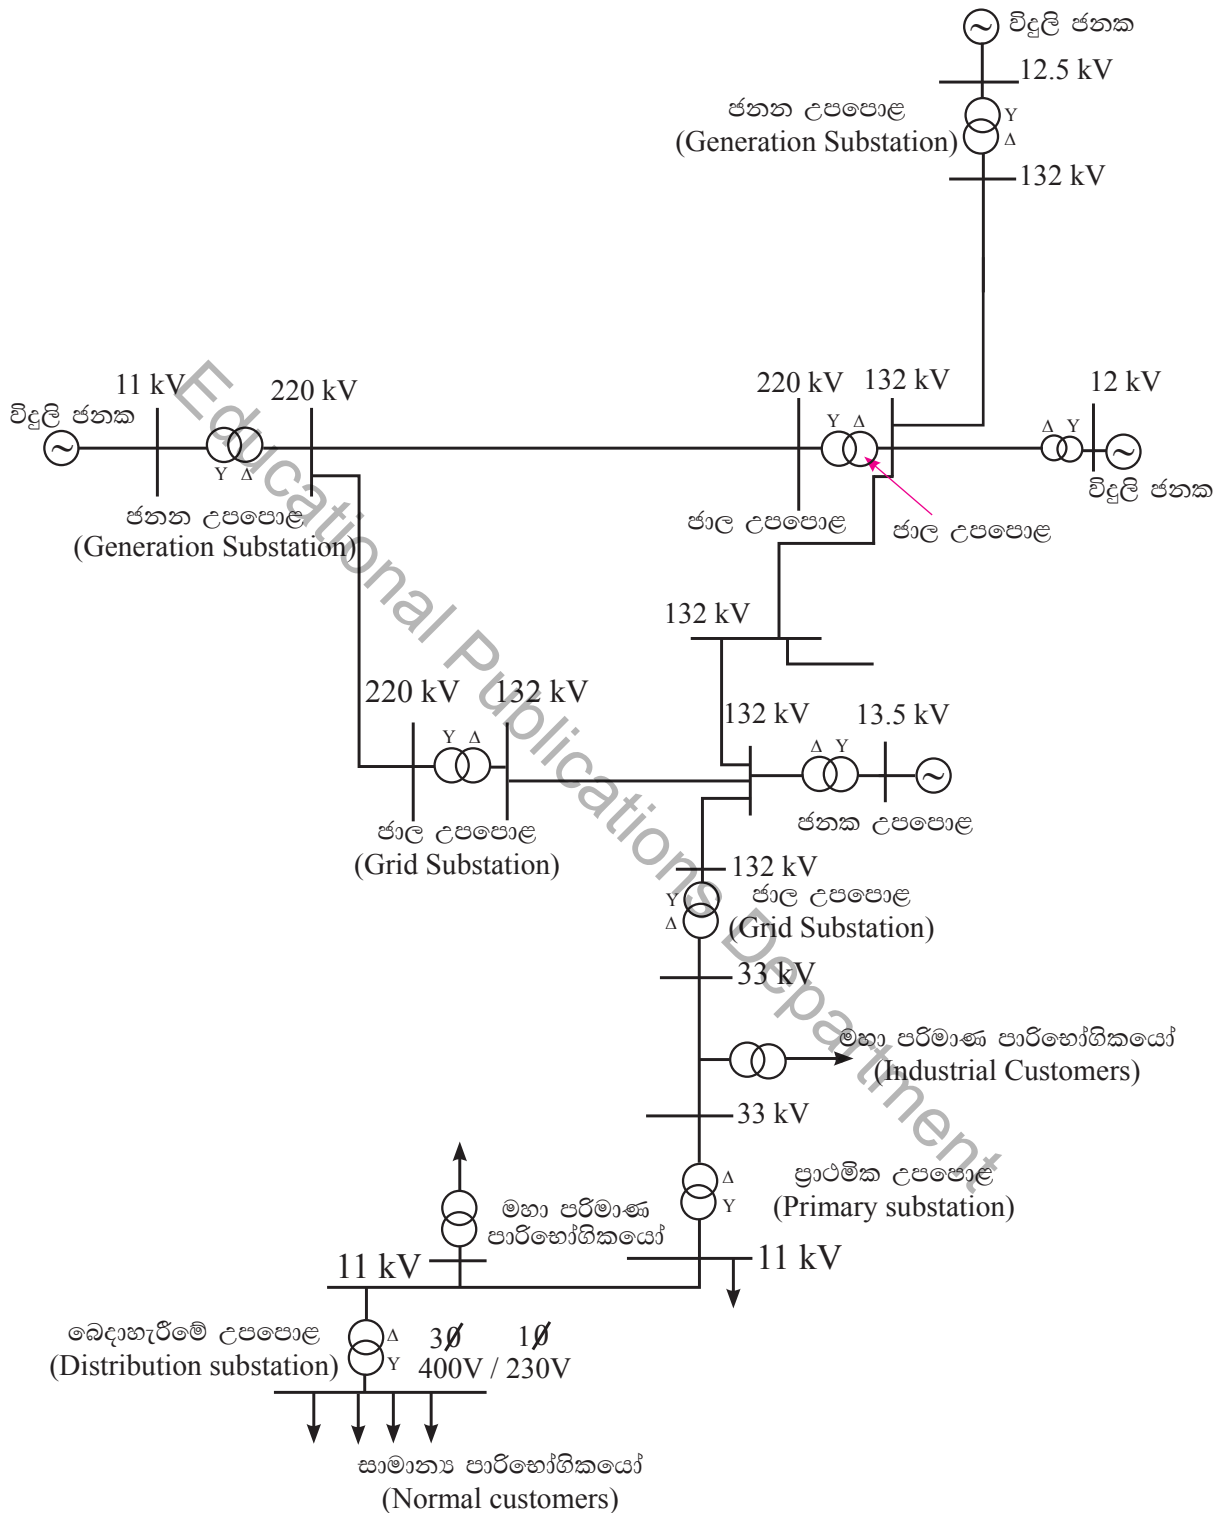 විදුලි ජනක
12.5 kV
Y
Δ
ජනන උපපොළ
(Generation Substation)
132 kV
11 kV
220 kV
220 kV
132 kV
12 kV
විදුලි ජනක
Y Δ
Y Δ
Δ Y
විදුලි ජනක
ජනන උපපොළ
(Generation Substation)
ජාල උපපොළ
ජාල උපපොළ
132 kV
220 kV
132 kV
132 kV
13.5 kV
Y Δ
Δ Y
ජාල උපපොළ
(Grid Substation)
ජනක උපපොළ
132 kV
Y
Δ
ජාල උපපොළ
(Grid Substation)
33 kV
මහා පරිමාණ පාරිභෝගිකයෝ
(Industrial Customers)
33 kV
Δ
Y
ප්‍රාථමික උපපොළ
(Primary substation)
මහා පරිමාණ
පාරිභෝගිකයෝ
11 kV
11 kV
බෙදාහැරීමේ උපපොළ
(Distribution substation)
Δ
Y
3Ø 1Ø
400V / 230V
සාමාන්‍ය පාරිභෝගිකයෝ
(Normal customers)
Educational Publications Department